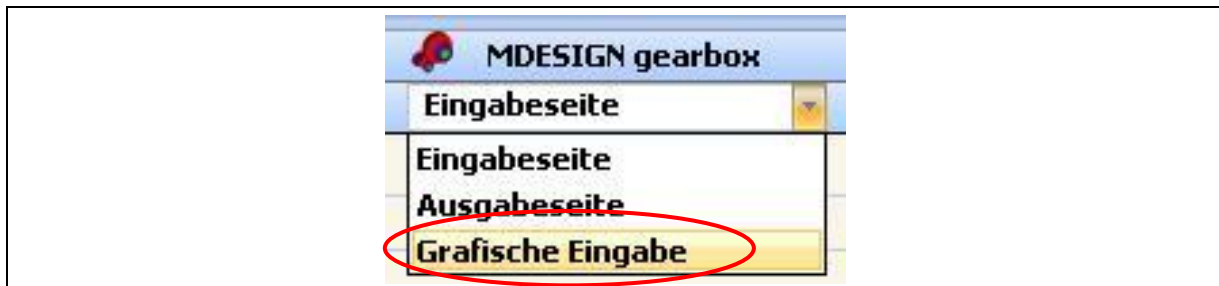 MDESIGN gearbox
Eingabeseite
Eingabeseite
Ausgabeseite
Grafische Eingabe